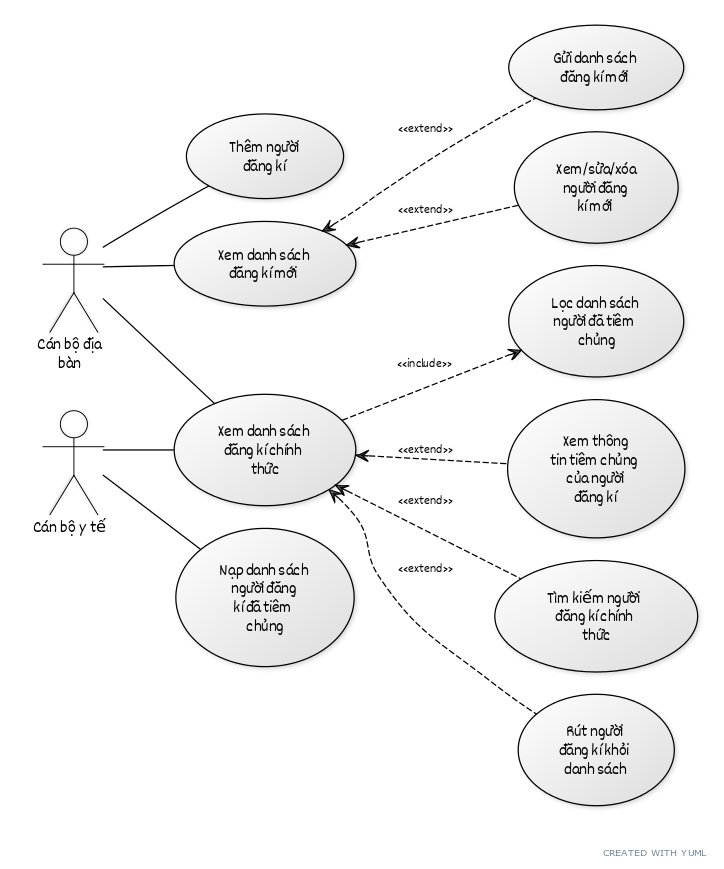 Gửi danh sách
đăng kí mới
<<extend>>
Thêm người
đăng kí
Xem/sửa/xóa
người đăng
kí mới
<<extend>>
Xem danh sách
đăng kí mới
Lọc danh sách
người đã tiêm
chủng
Cán bộ địa
bàn
<<include>>
Xem danh sách
đăng kí chính
thức
<<extend>>
Xem thông
tin tiêm chủng
của người
đăng kí
<<extend>>
Cán bộ y tế
<<extend>>
Nạp danh sách
người đăng
kí đã tiêm
chủng
Tìm kiếm người
đăng kí chính
thức
Rút người
đăng kí khỏi
danh sách
CREATED WITH YUML